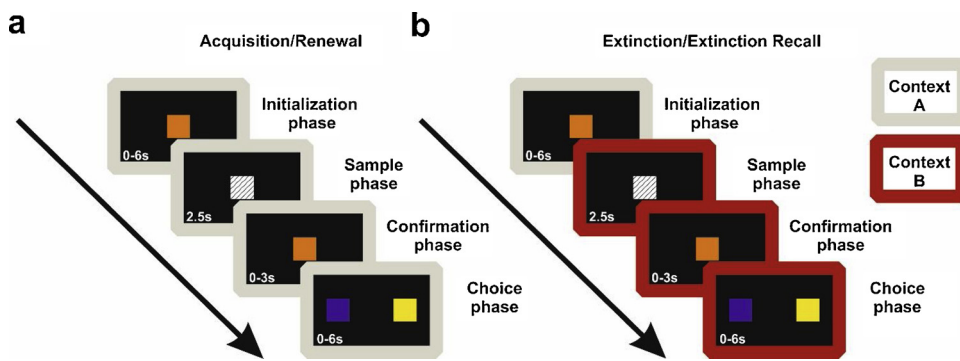 a
Acquisition/Renewal
Initialization
phase
0-6s
Sample
phase
2.5s
Confirmation
phase
0-3s
Choice
phase
0-6s
b
Extinction/Extinction Recall
Initialization
phase
0-6s
Sample
phase
2.5s
Confirmation
phase
0-3s
Choice
phase
0-6s
Context
A
Context
B